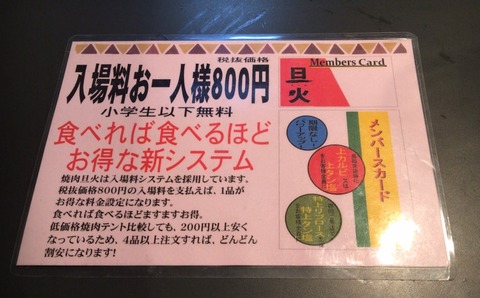 税抜価格
入場料お一人様800円
小学生以下無料
食べれば食べるほど
お得な新システム
焼肉旦火は入場料システムを採用しています。
税抜価格800円の入場料を支払えば、1品が
お得な料金設定になります。
食べれば食べるほどますますお得。
低価格焼肉テント比較しても、200円以上安く
なっているため、4品以上注文すれば、どんどん
割安になります!
Members Card
旦
火
メンバースカード
期限なし!